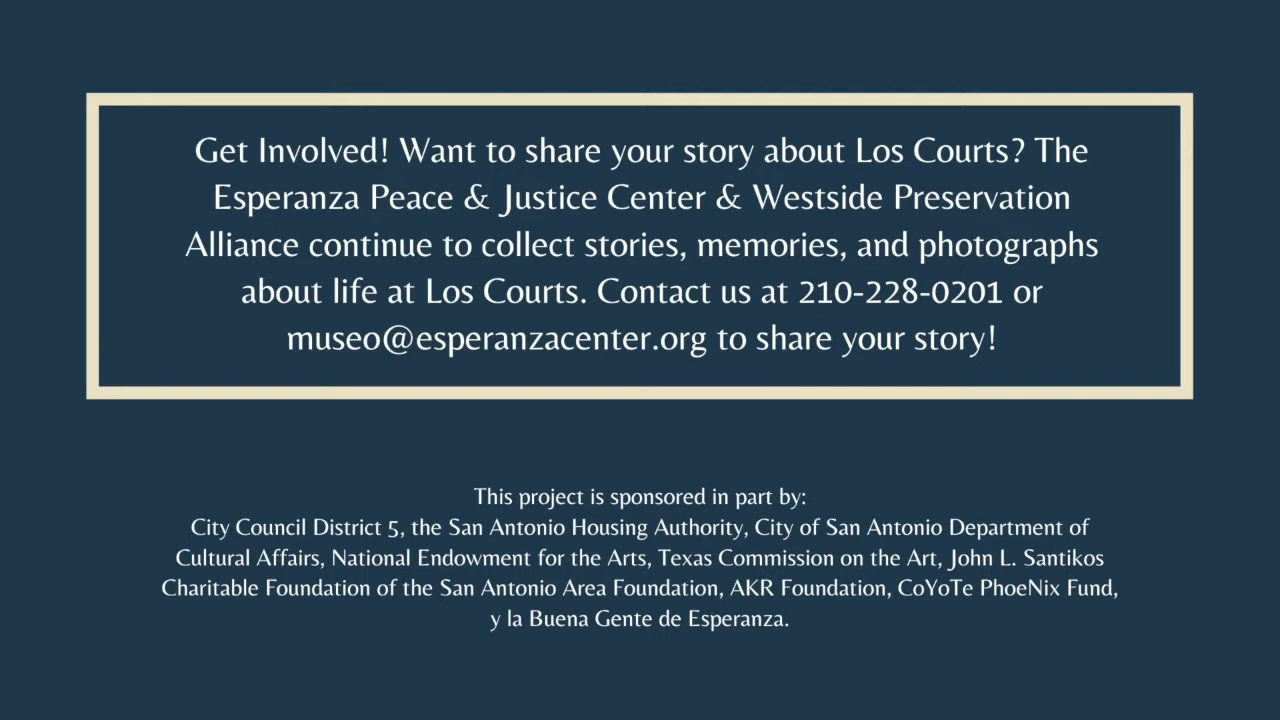 Get Involved! Want to share your story about Los Courts? The
Esperanza Peace & Justice Center & Westside Preservation
Alliance continue to collect stories, memories, and photographs
about life at Los Courts. Contact us at 210-228-0201 or
museo@esperanzacenter.org to share your story!
This project is sponsored in part by:
City Council District 5, the San Antonio Housing Authority, City of San Antonio Department of
Cultural Affairs, National Endowment for the Arts, Texas Commission on the Art, John L. Santikos
Charitable Foundation of the San Antonio Area Foundation, AKR Foundation, CoYoTe PhoeNix Fund,
y la Buena Gente de Esperanza.